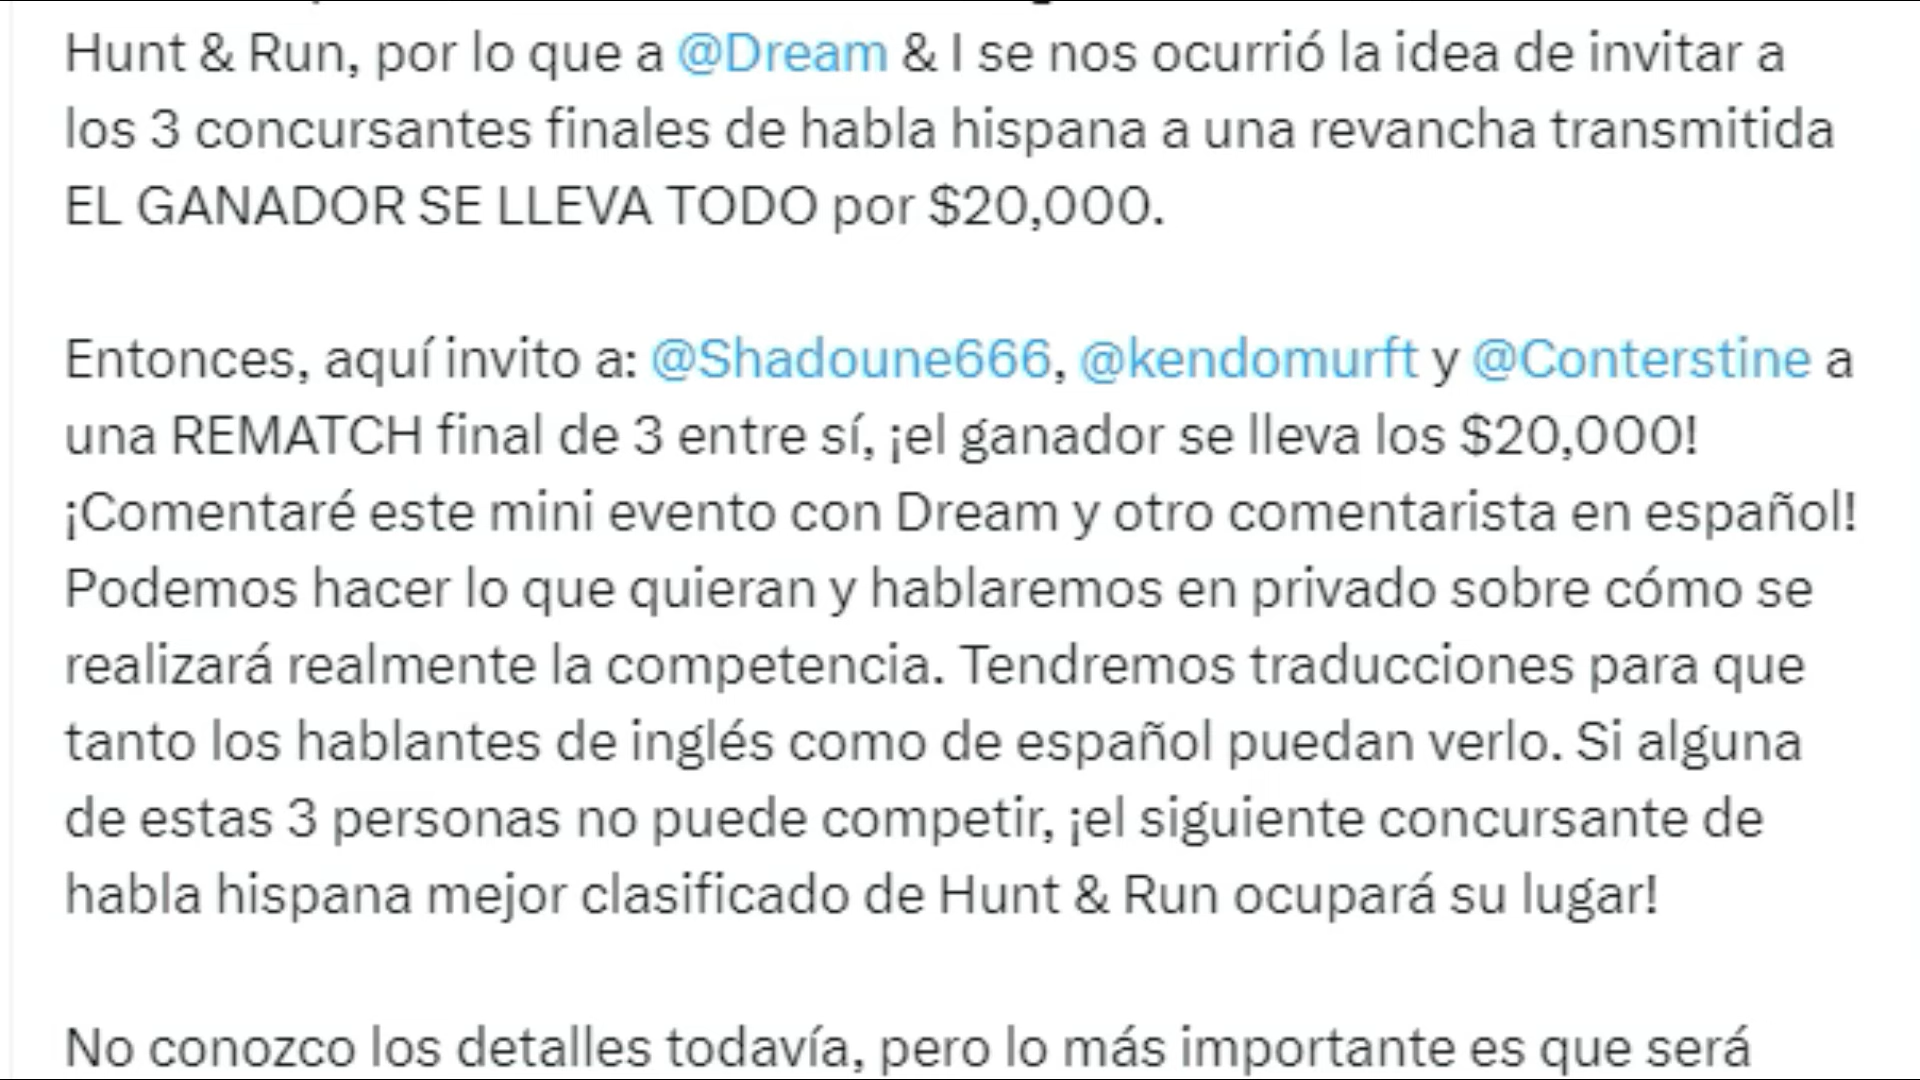 Hunt & Run, por lo que a @Dream & I se nos ocurrió la idea de invitar a
los 3 concursantes finales de habla hispana a una revancha transmitida
EL GANADOR SE LLEVA TODO por $20,000.
Entonces, aquí invito a: @Shadoune666, @kendomurft y @Conterstine a
una REMATCH final de 3 entre sí, ¡el ganador se lleva los $20,000!
¡Comentaré este mini evento con Dream y otro comentarista en español!
Podemos hacer lo que quieran y hablaremos en privado sobre cómo se
realizará realmente la competencia. Tendremos traducciones para que
tanto los hablantes de inglés como de español puedan verlo. Si alguna
de estas 3 personas no puede competir, ¡el siguiente concursante de
habla hispana mejor clasificado de Hunt & Run ocupará su lugar!
No conozco los detalles todavía, pero lo más importante es que será